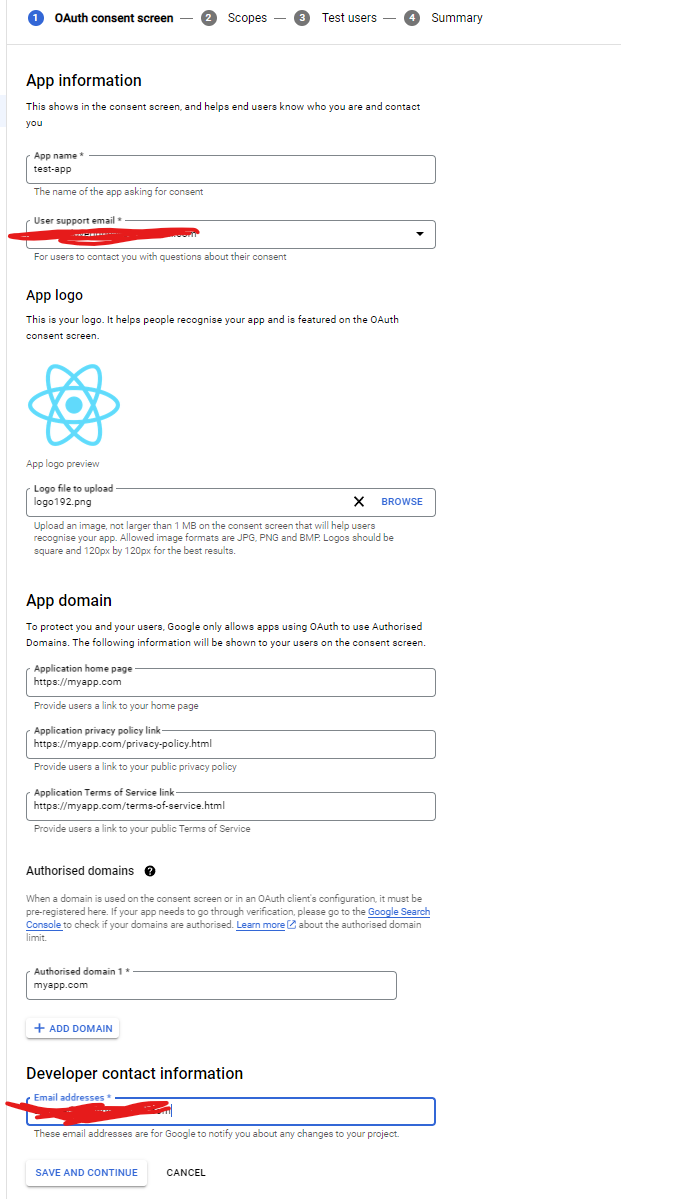 1 OAuth consent screen — 2 Scopes — 3 Test users — 4 Summary
App information
This shows in the consent screen, and helps end users know who you are and contact
you
App name *
test-app
The name of the app asking for consent
User support email *
For users to contact you with questions about their consent
App logo
This is your logo. It helps people recognise your app and is featured on the OAuth
consent screen.
App logo preview
Logo file to upload
logo192.png
BROWSE
Upload an image, not larger than 1 MB on the consent screen that will help users
recognise your app. Allowed image formats are JPG, PNG and BMP. Logos should be
square and 120px by 120px for the best results.
App domain
To protect you and your users, Google only allows apps using OAuth to use Authorised
Domains. The following information will be shown to your users on the consent screen.
Application home page
https://myapp.com
Provide users a link to your home page
Application privacy policy link
https://myapp.com/privacy-policy.html
Provide users a link to your public privacy policy
Application Terms of Service link
https://myapp.com/terms-of-service.html
Provide users a link to your public Terms of Service
Authorised domains ?
When a domain is used on the consent screen or in an OAuth client's configuration, it must be
pre-registered here. If your app needs to go through verification, please go to the Google Search
Console to check if your domains are authorised. Learn more about the authorised domain
limit.
Authorised domain 1 *
myapp.com
+ ADD DOMAIN
Developer contact information
Email addresses *
These email addresses are for Google to notify you about any changes to your project.
SAVE AND CONTINUE CANCEL